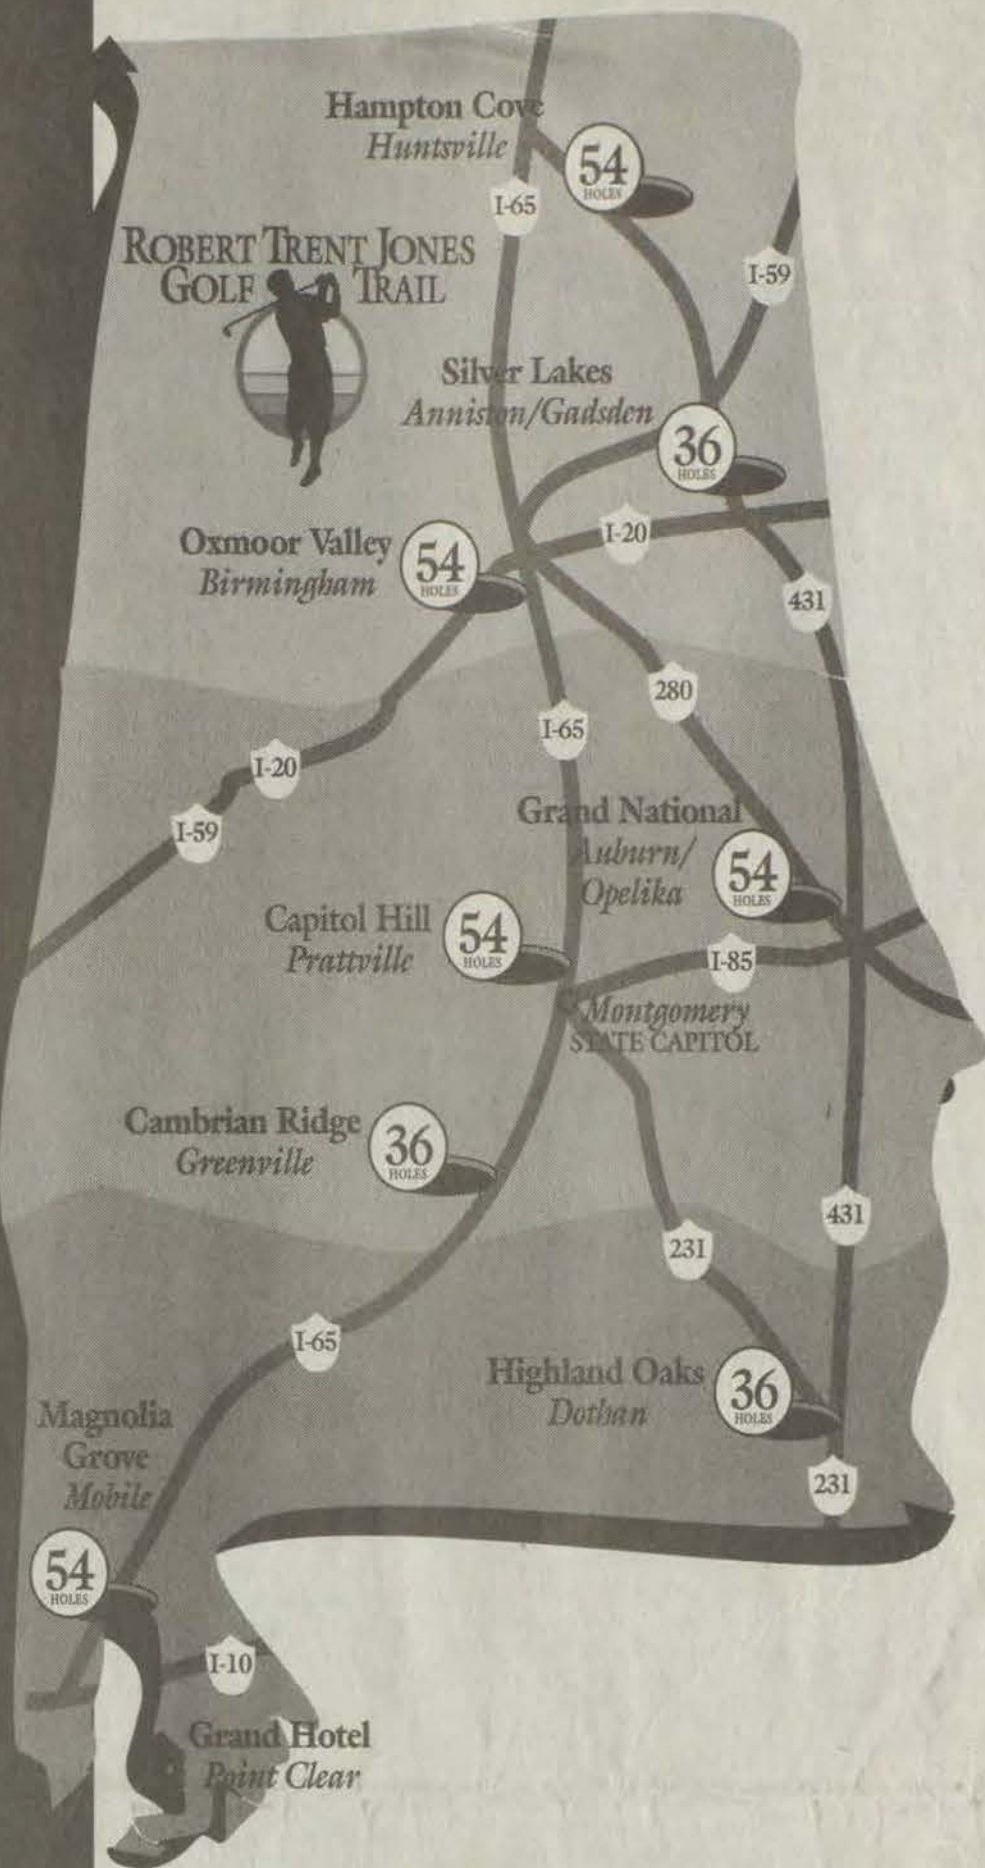 Hampton Cove
Huntsville
54
HOLES
I-65
ROBERT TRENT JONES
GOLF TRAIL
I-59
Silver Lakes
Anniston/Gadsden
36
HOLES
I-20
Oxmoor Valley
Birmingham
54
HOLES
431
280
I-65
I-20
I-59
Grand National
Auburn/
Opelika
54
HOLES
Capitol Hill
Prattville
54
HOLES
I-85
Montgomery
STATE CAPITOL
Cambrian Ridge
Greenville
36
HOLES
431
231
I-65
Highland Oaks
Dothan
36
HOLES
Magnolia
Grove
Mobile
231
54
HOLES
I-10
Grand Hotel
Point Clear